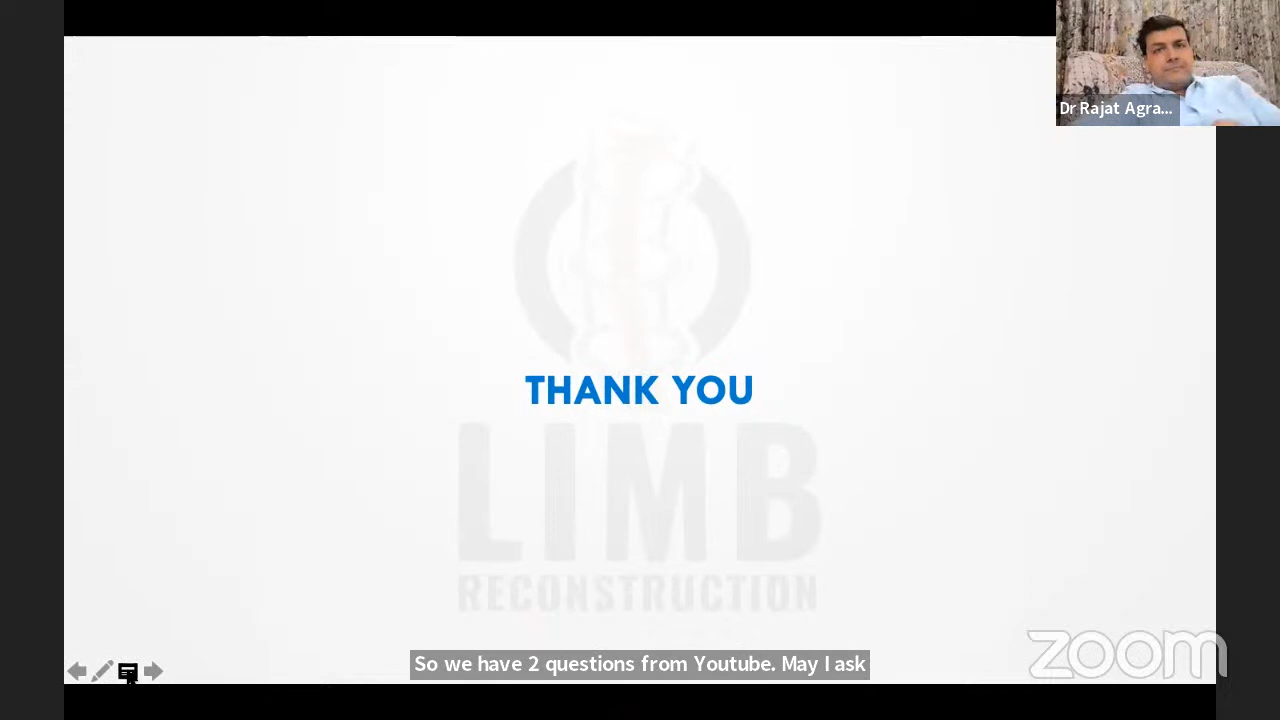 Dr Rajat Agra...
THANK YOU
LIMB
RECONSTRUCTION
So we have 2 questions from Youtube. May I ask
zoom